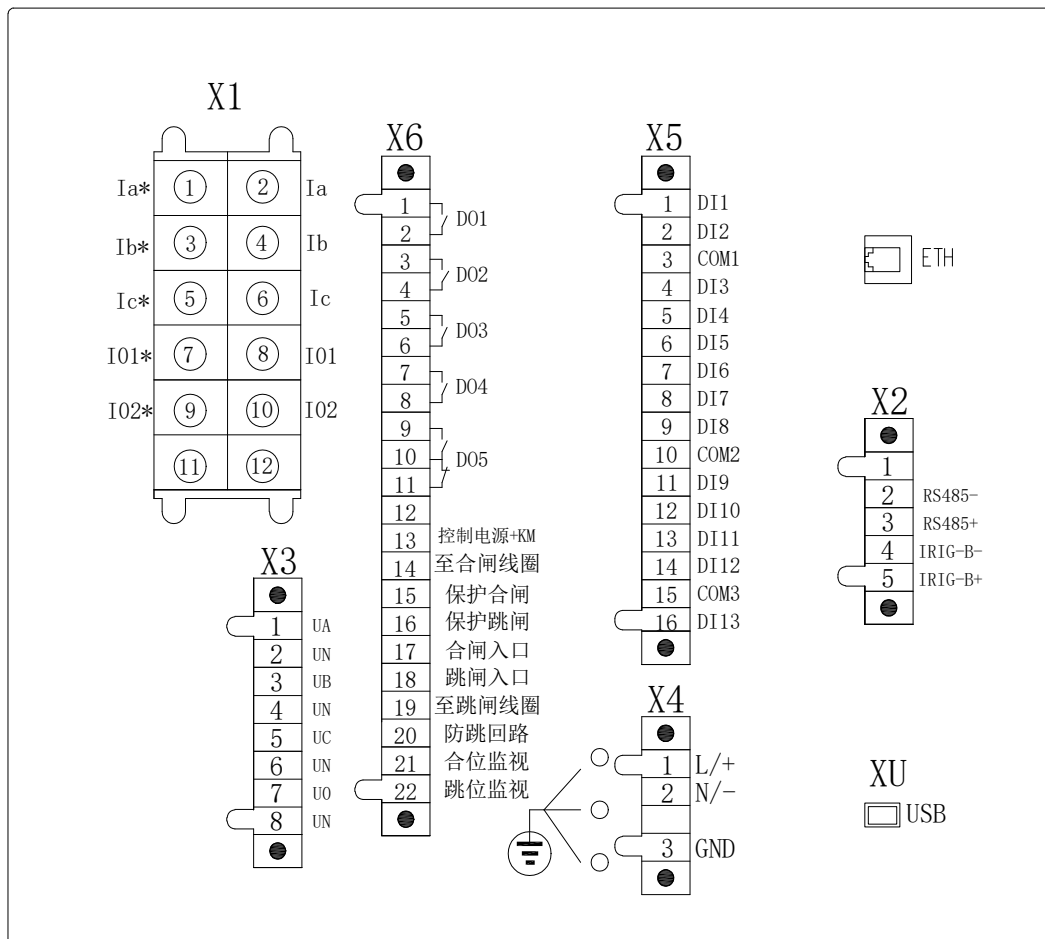 X1
Ia* 1 2 Ia
Ib* 3 4 Ib
Ic* 5 6 Ic
I01* 7 8 I01
I02* 9 10 I02
11 12
X6
1
2
DO1
3
4
DO2
5
6
DO3
7
8
DO4
9
10
11
DO5
12
13 控制电源+KM
14 至合闸线圈
15 保护合闸
16 保护跳闸
17 合闸入口
18 跳闸入口
19 至跳闸线圈
20 防跳回路
21 合位监视
22 跳位监视
X5
1 DI1
2 DI2
3 COM1
4 DI3
5 DI4
6 DI5
7 DI6
8 DI7
9 DI8
10 COM2
11 DI9
12 DI10
13 DI11
14 DI12
15 COM3
16 DI13
ETH
X2
1
2 RS485-
3 RS485+
4 IRIG-B-
5 IRIG-B+
X3
1 UA
2 UN
3 UB
4 UN
5 UC
6 UN
7 U0
8 UN
X4
1 L/+
2 N/-
3 GND
XU
USB